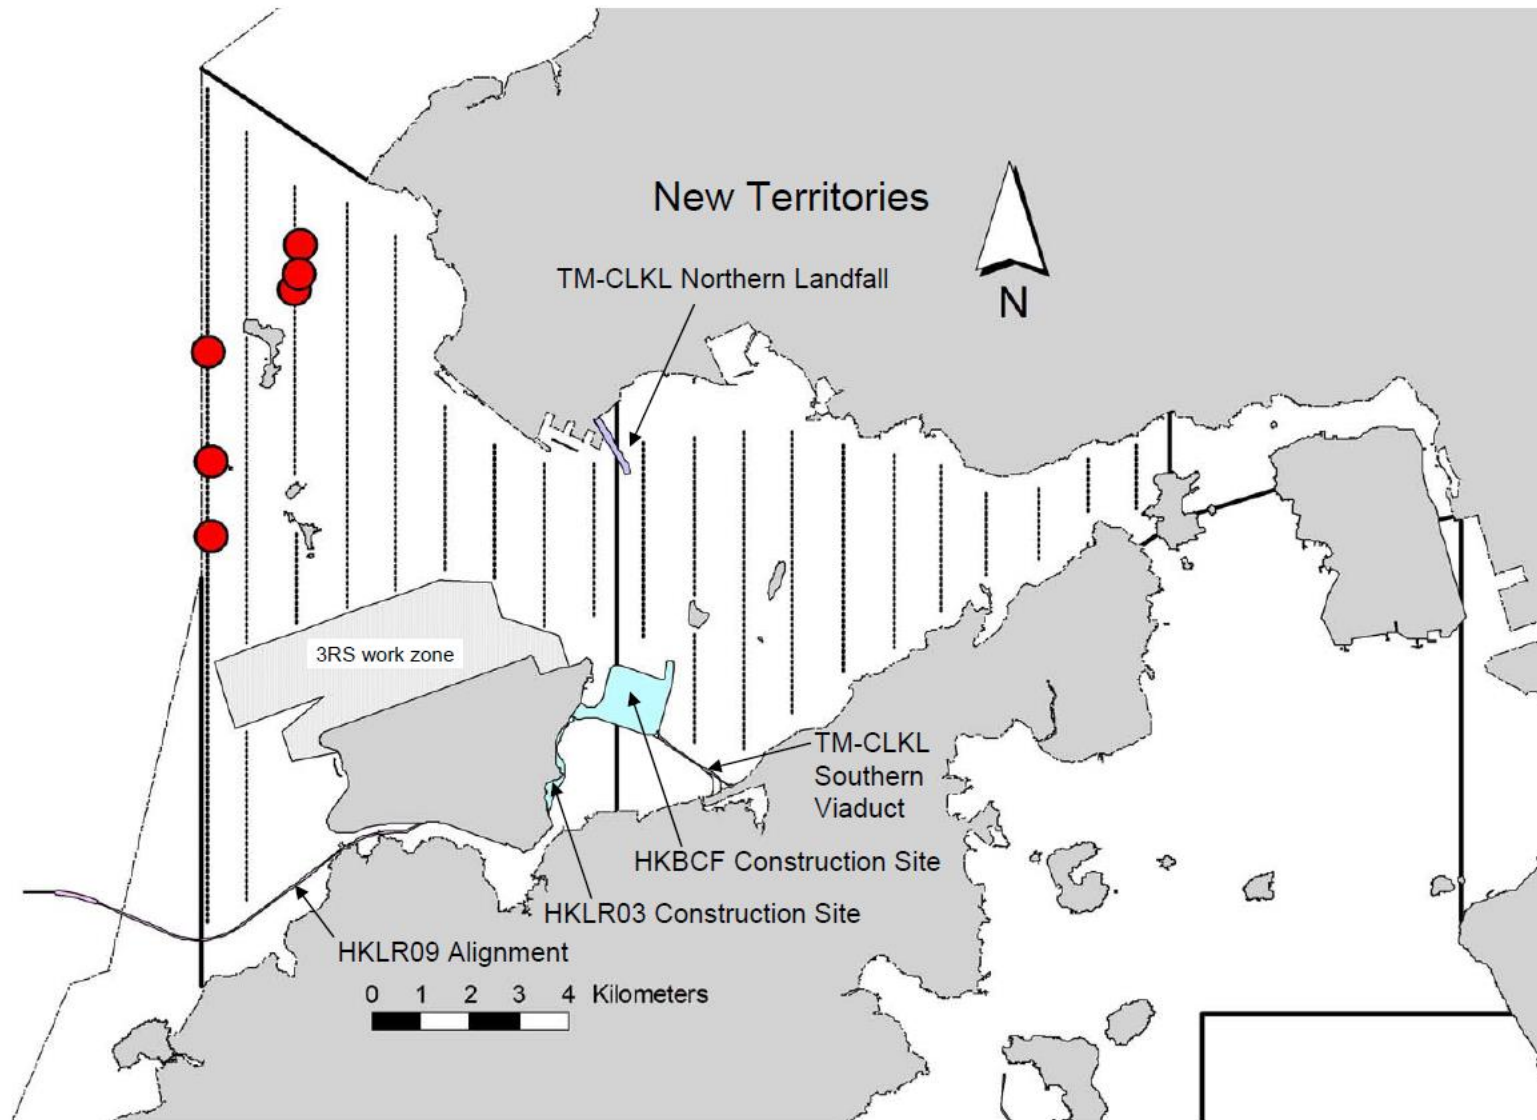 New Territories
TM-CLKL Northern Landfall
N
3RS work zone
TM-CLKL
Southern
Viaduct
HKBCF Construction Site
HKLR03 Construction Site
HKLR09 Alignment
0 1 2 3 4 Kilometers